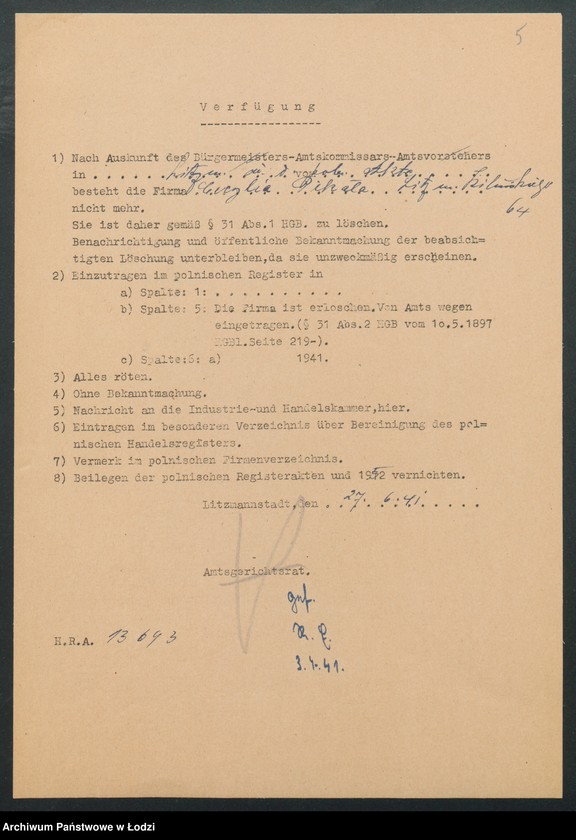 5
Verfügung
1) Nach Auskunft des Bürgermeisters-Amtskommissars-Amtsvorstehers
in
besteht die Firma Litzm.
64
nicht mehr.
Sie ist daher gemäß § 31 Abs.1 HGB. zu löschen.
Benachrichtigung und öffentliche Bekanntmachung der beabsich=
tigten Löschung unterbleiben,da sie unzweckmäßig erscheinen.
2) Einzutragen im polnischen Register in
a) Spalte: 1: . . . . . . . . . . .
b) Spalte: 5: Die Firma ist erloschen.Von Amts wegen
eingetragen.(§ 31 Abs.2 HGB vom 10.5.1897
RGBl.Seite 219-).
c) Spalte:6: a) 1941.
3) Alles röten.
4) Ohne Bekanntmachung.
5) Nachricht an die Industrie-und Handelskammer,hier.
6) Eintragen im besonderen Verzeichnis über Bereinigung des pol=
nischen Handelsregisters.
7) Vermerk im polnischen Firmenverzeichnis.
8) Beilegen der polnischen Registerakten und 1952 vernichten.
Litzmannstadt,den 27. 6. 41
Amtsgerichtsrat.
gef.
H.R.A. 13 693
3.7.41.
Archiwum Państwowe w Łodzi